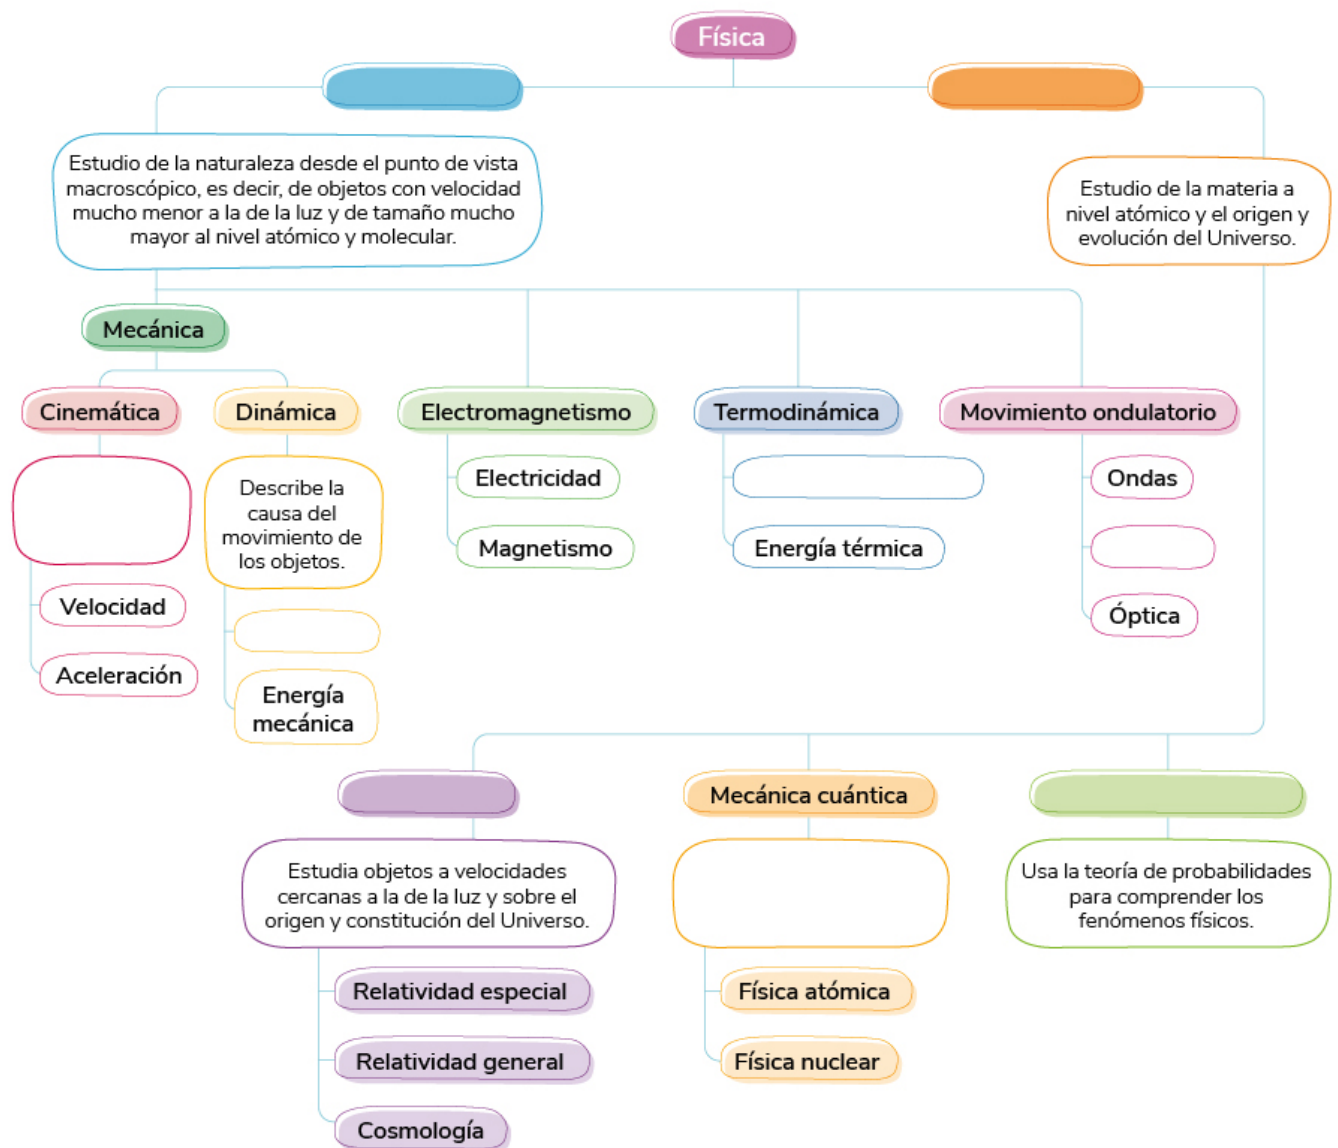 Física
Estudio de la naturaleza desde el punto de vista
macroscópico, es decir, de objetos con velocidad
mucho menor a la de la luz y de tamaño mucho
mayor al nivel atómico y molecular.
Estudio de la materia a
nivel atómico y el origen y
evolución del Universo.
Mecánica
Cinemática
Dinámica
Electromagnetismo
Termodinámica
Movimiento ondulatorio
Describe la
causa del
movimiento de
los objetos.
Electricidad
Ondas
Magnetismo
Energía térmica
Velocidad
Óptica
Aceleración
Energía
mecánica
Mecánica cuántica
Estudia objetos a velocidades
cercanas a la de la luz y sobre el
origen y constitución del Universo.
Usa la teoría de probabilidades
para comprender los
fenómenos físicos.
Relatividad especial
Física atómica
Relatividad general
Física nuclear
Cosmología